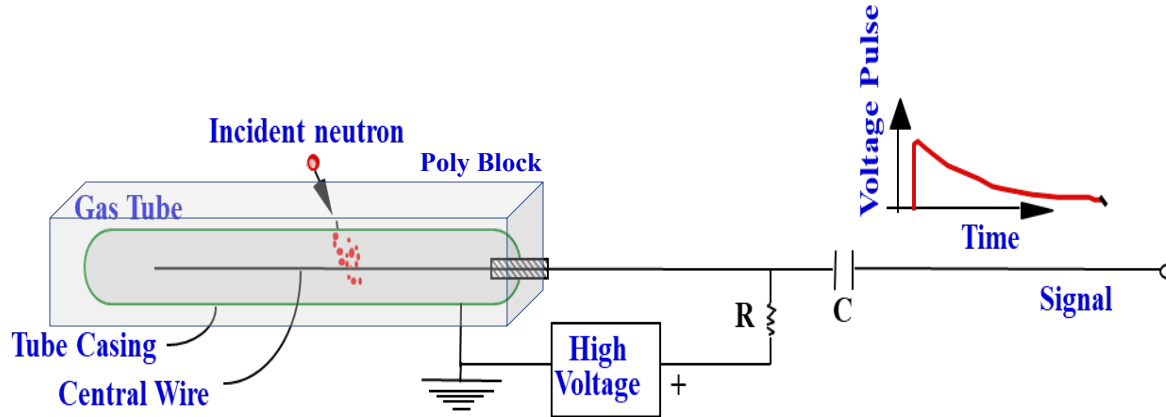 Voltage Pulse
Incident neutron
Poly Block
Gas Tube
Time
R
C
Signal
Tube Casing
High
Voltage
+
Central Wire